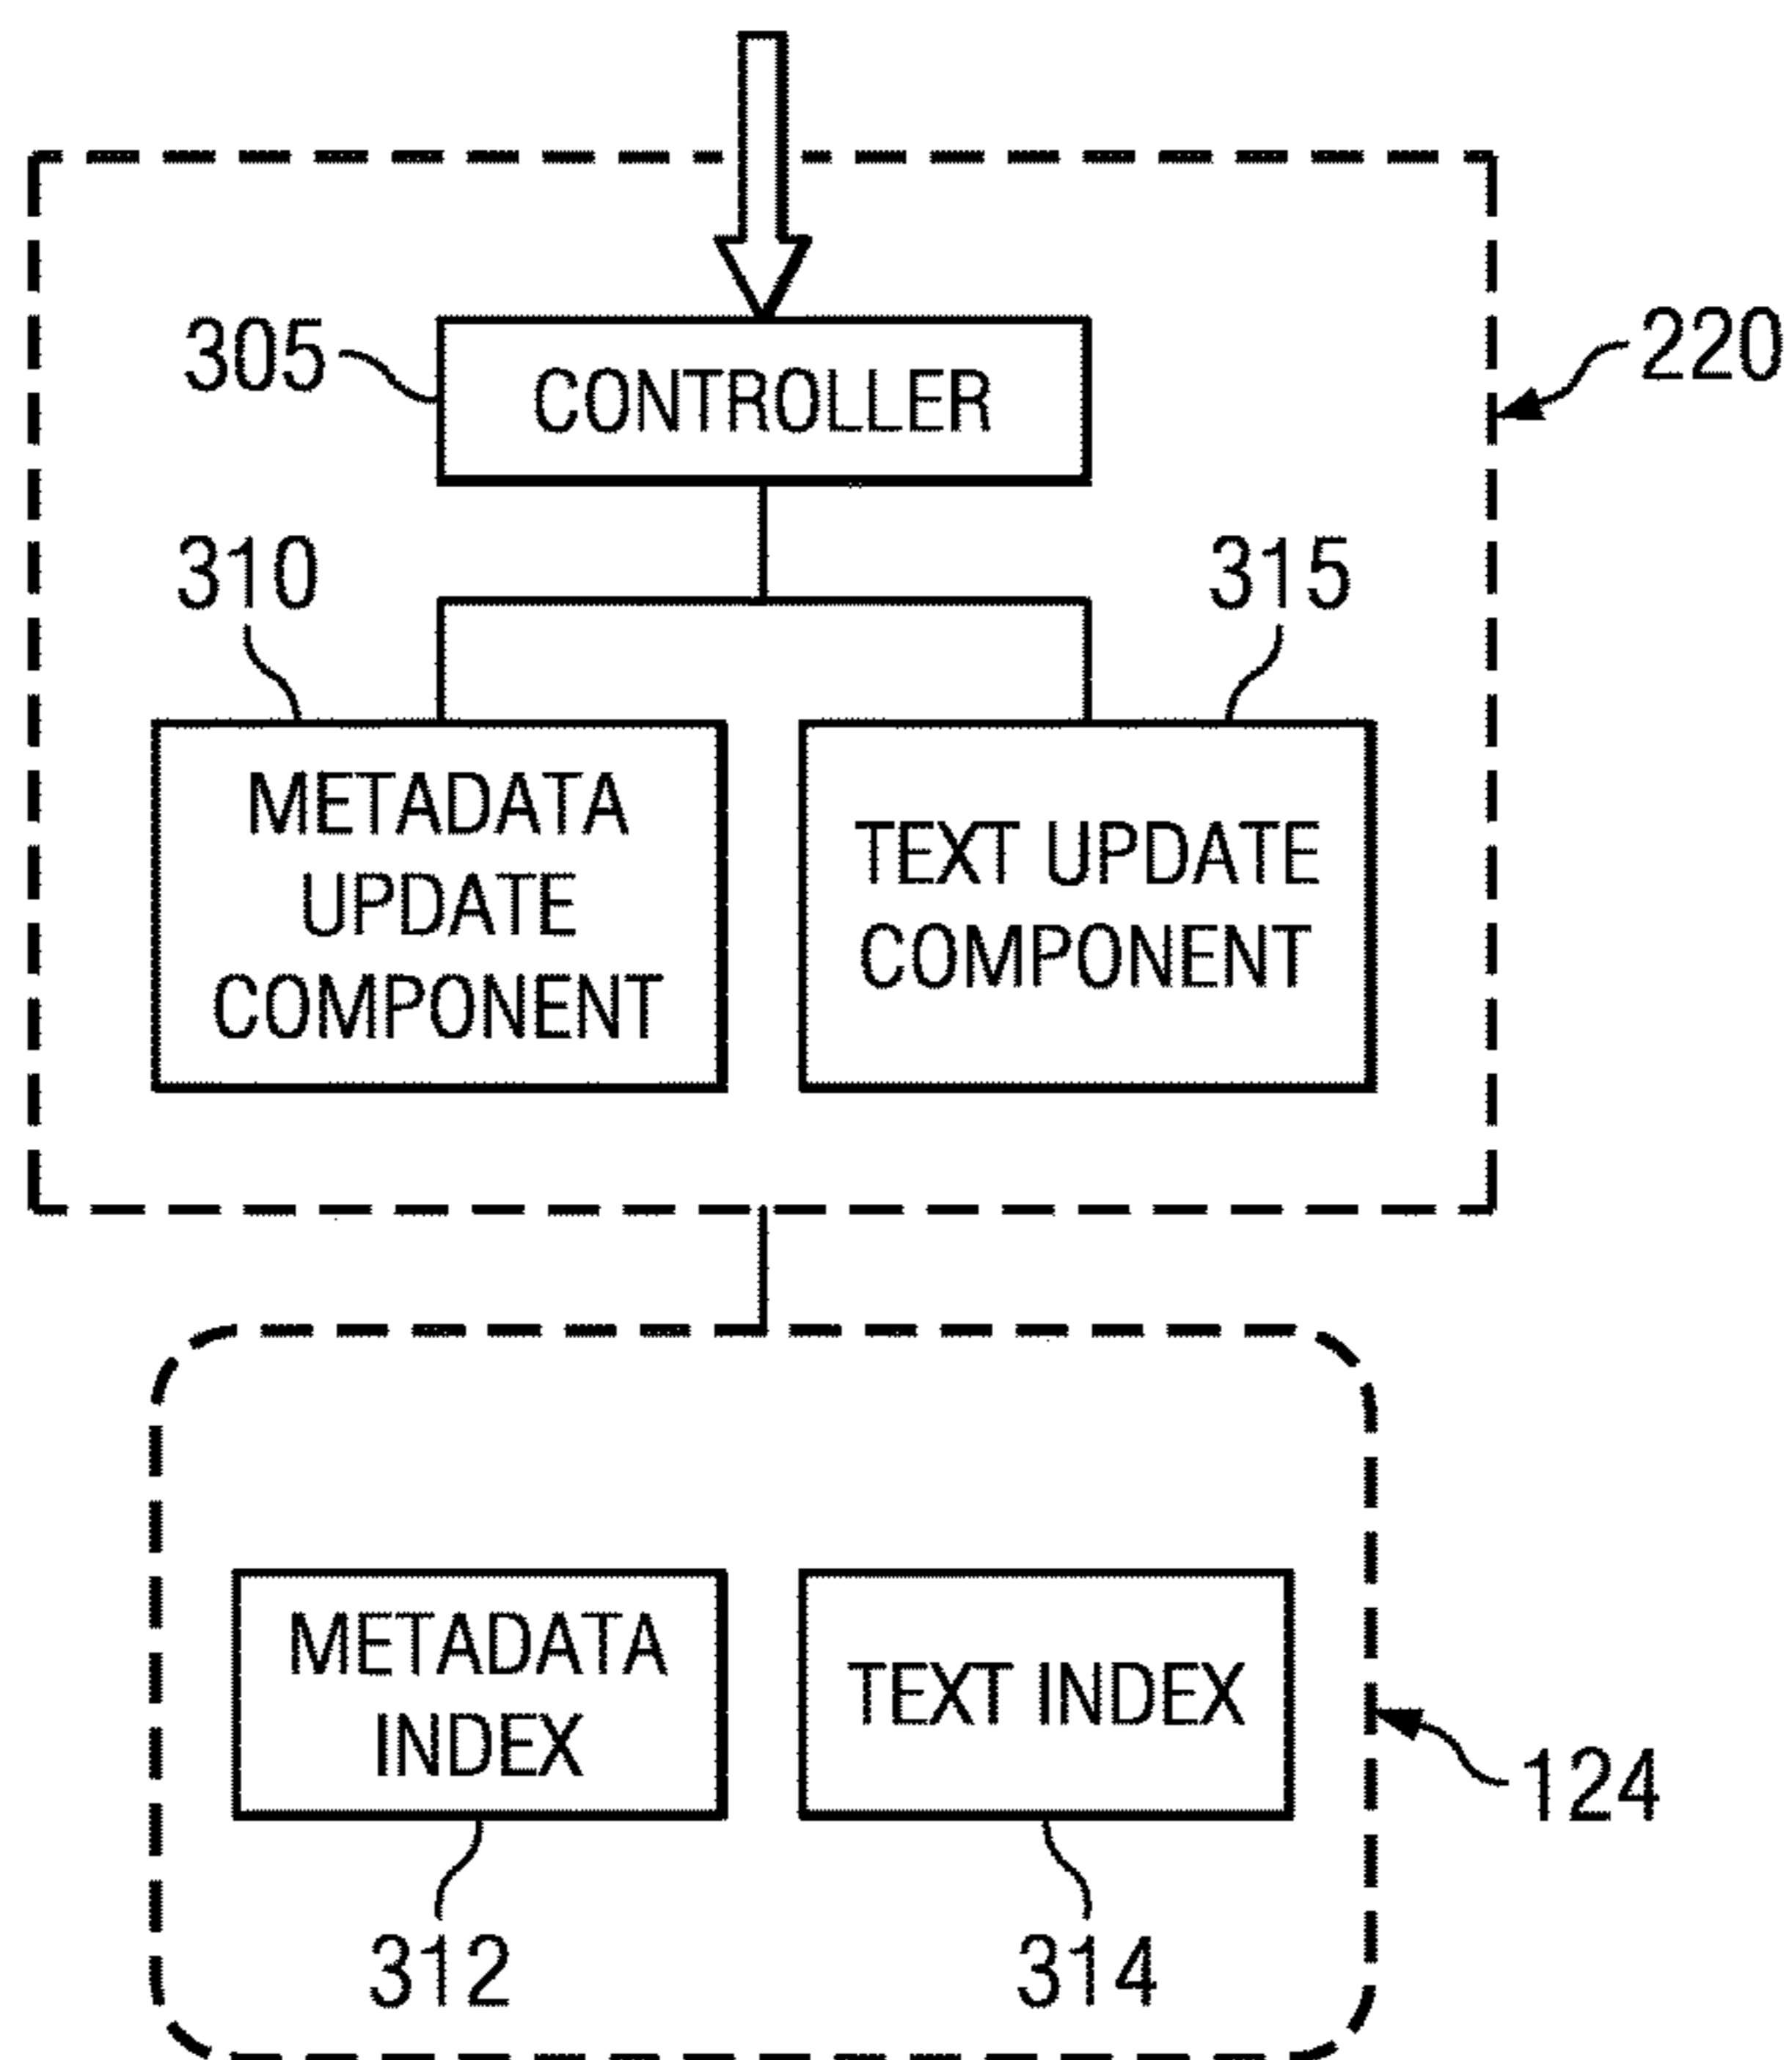 305
CONTROLLER
220
310
315
METADATA
UPDATE
COMPONENT
TEXT UPDATE
COMPONENT
METADATA
INDEX
TEXT INDEX
124
312
314